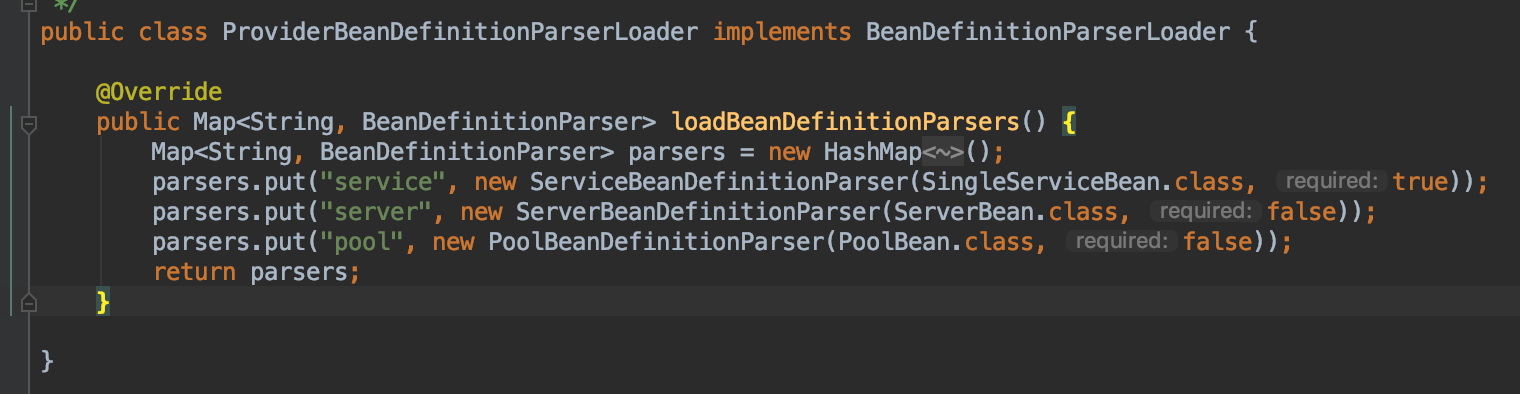 */
public class ProviderBeanDefinitionParserLoader implements BeanDefinitionParserLoader {
@Override
public Map<String, BeanDefinitionParser> loadBeanDefinitionParsers() {
Map<String, BeanDefinitionParser> parsers = new HashMap<~>();
parsers.put("service", new ServiceBeanDefinitionParser(SingleServiceBean.class, required: true));
parsers.put("server", new ServerBeanDefinitionParser(ServerBean.class, required: false));
parsers.put("pool", new PoolBeanDefinitionParser(PoolBean.class, required: false));
return parsers;
}
}